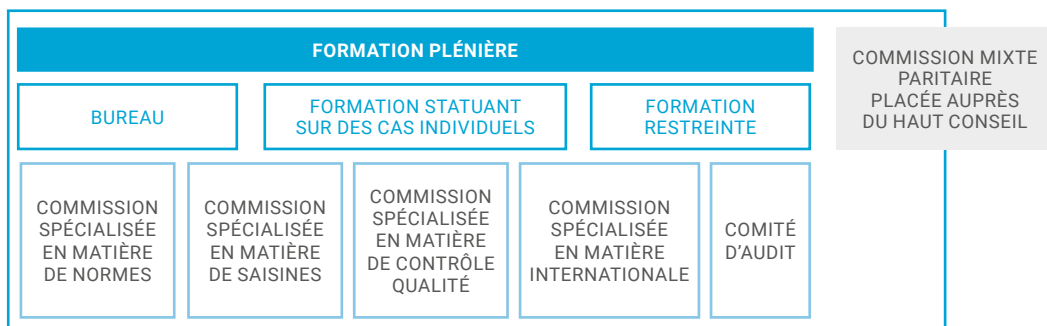 FORMATION PLÉNIÈRE
COMMISSION MIXTE
PARITAIRE
PLACÉE AUPRÈS
DU HAUT CONSEIL
BUREAU
FORMATION STATUANT
SUR DES CAS INDIVIDUELS
FORMATION
RESTREINTE
COMMISSION
SPÉCIALISÉE
EN MATIÈRE
DE NORMES
COMMISSION
SPÉCIALISÉE
EN MATIÈRE
DE SAISINES
COMMISSION
SPÉCIALISÉE
EN MATIÈRE
DE CONTRÔLE
QUALITÉ
COMMISSION
SPÉCIALISÉE
EN MATIÈRE
INTERNATIONALE
COMITÉ
D'AUDIT